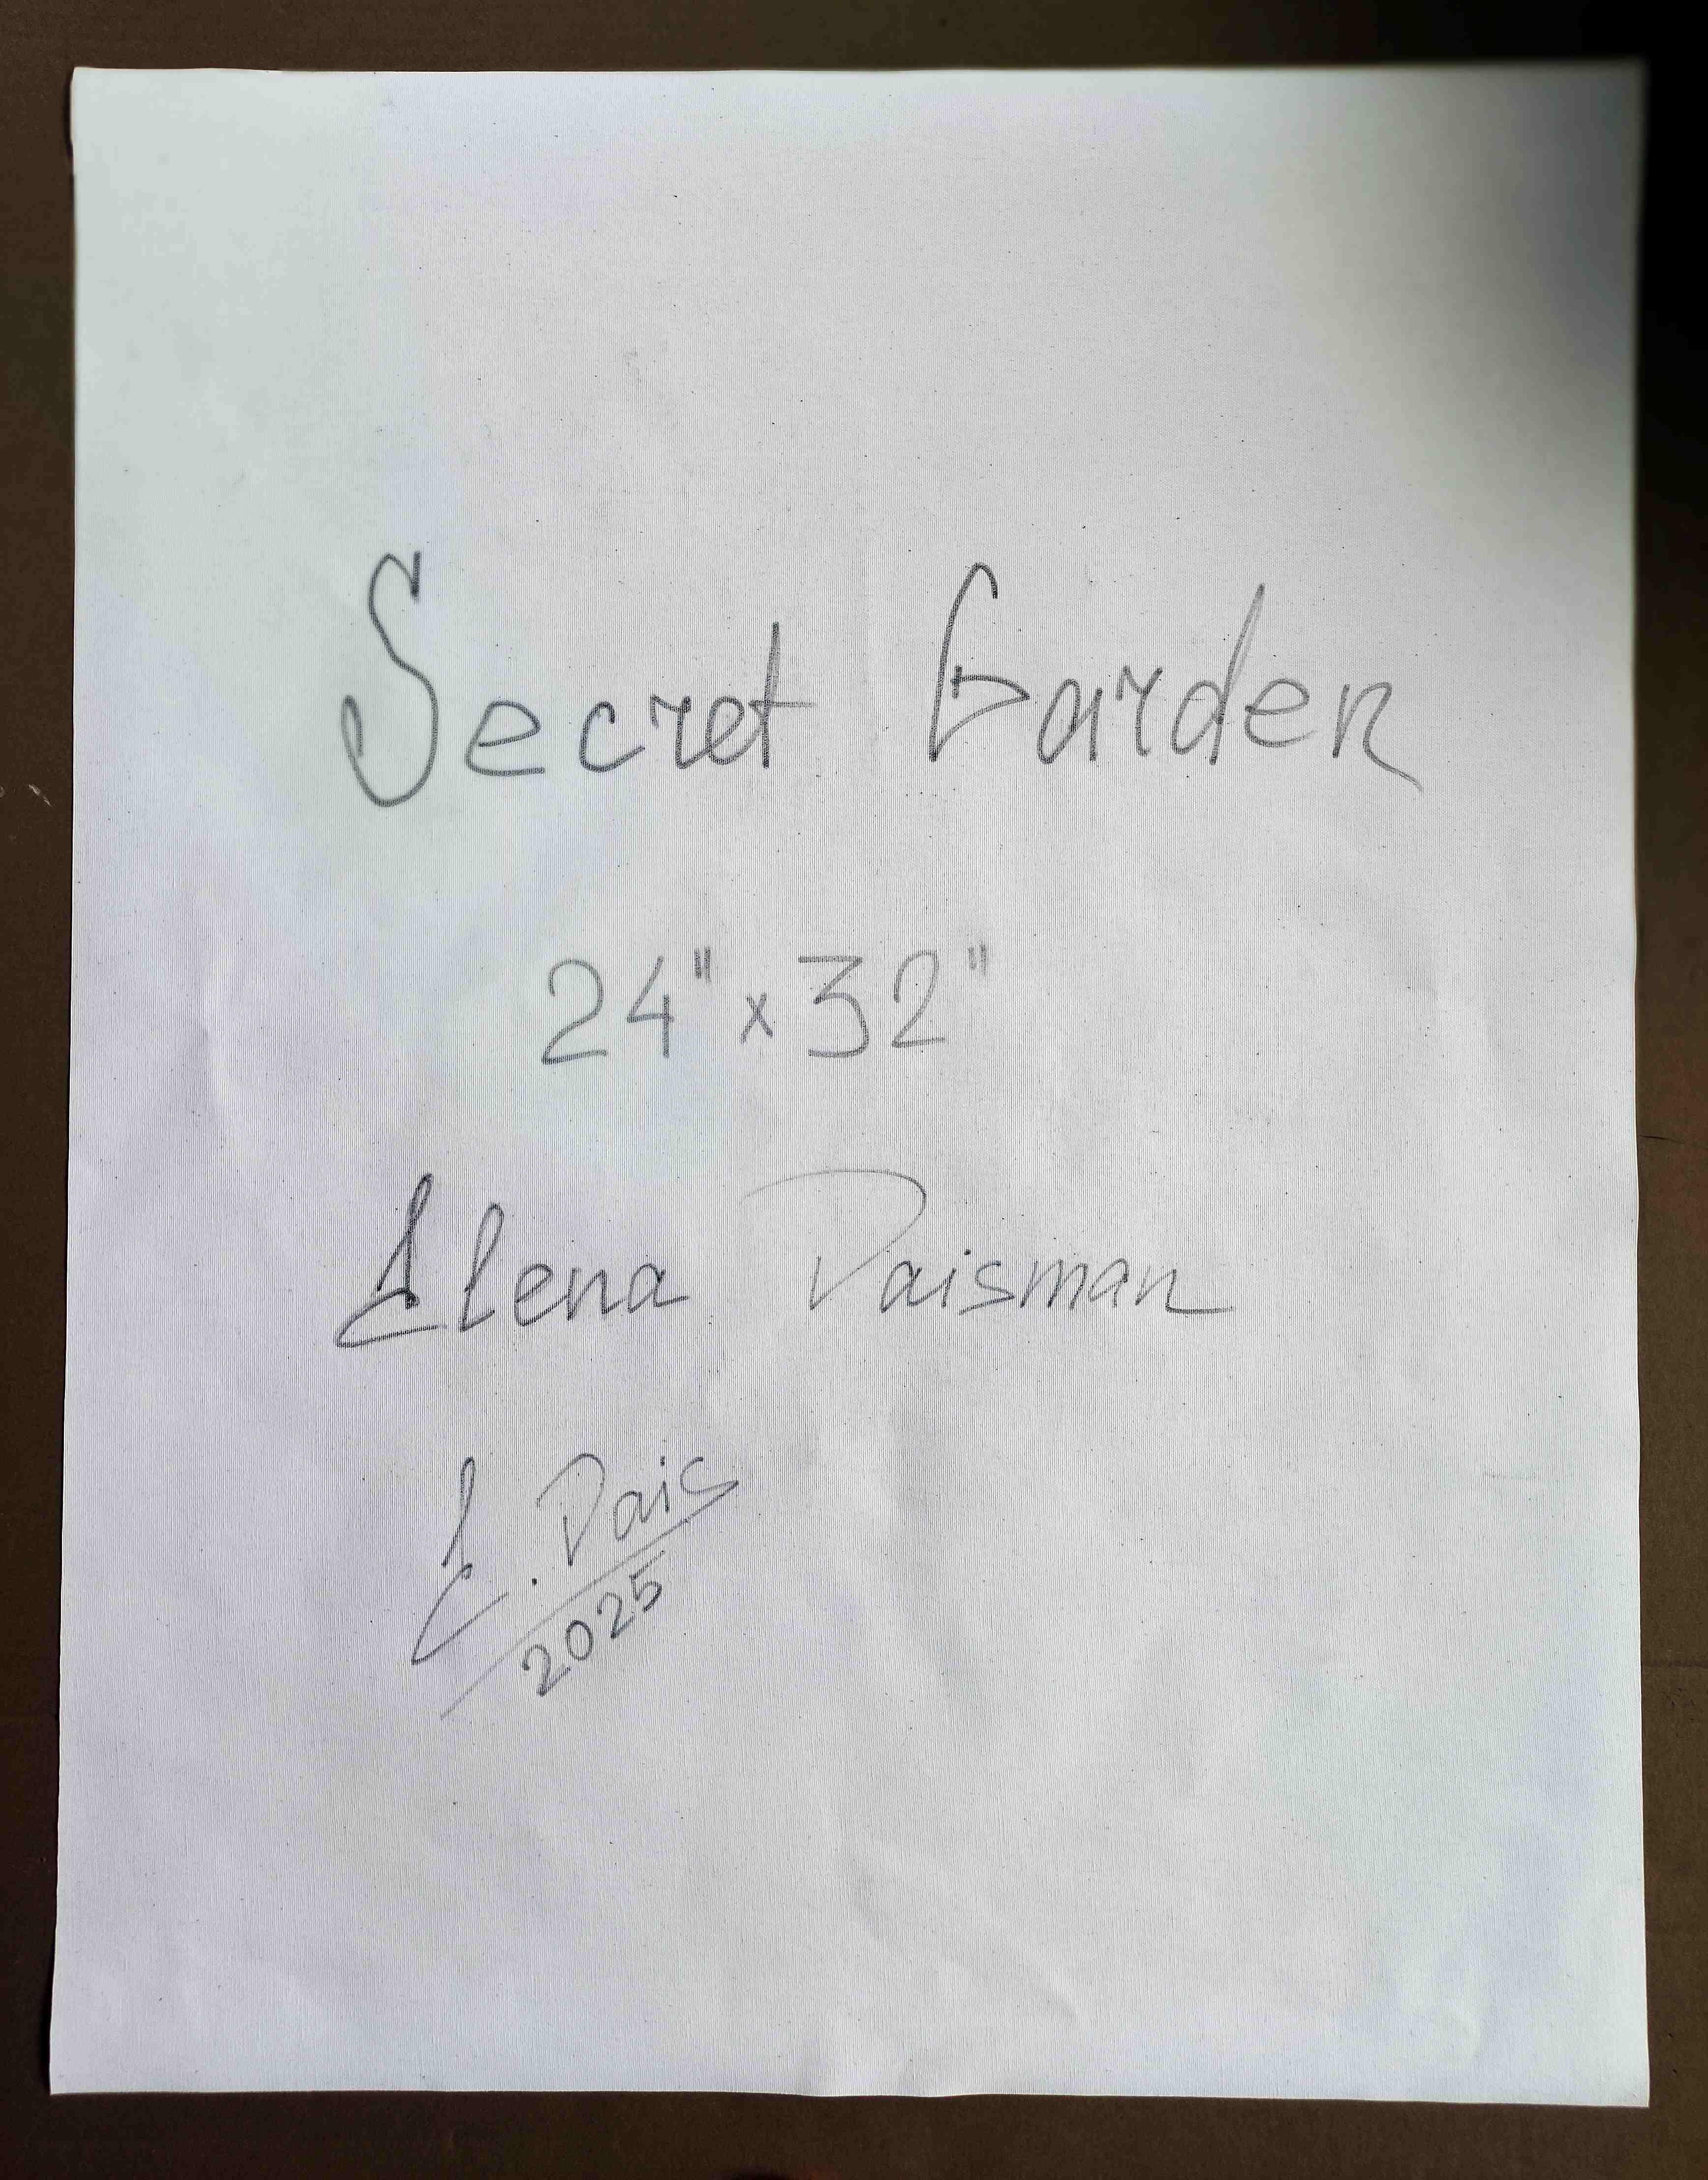 Secret Garden
24" x 32"
Elena Daisman
E. Dais
2025